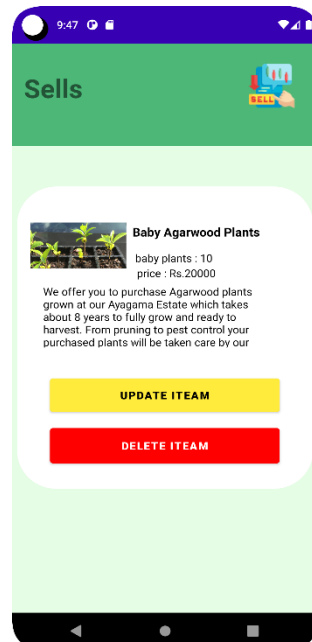 9:47
Sells
SELL
Baby Agarwood Plants
baby plants : 10
price : Rs.20000
We offer you to purchase Agarwood plants
grown at our Ayagama Estate which takes
about 8 years to fully grow and ready to
harvest. From pruning to pest control your
purchased plants will be taken care by our
UPDATE ITEAM
DELETE ITEAM